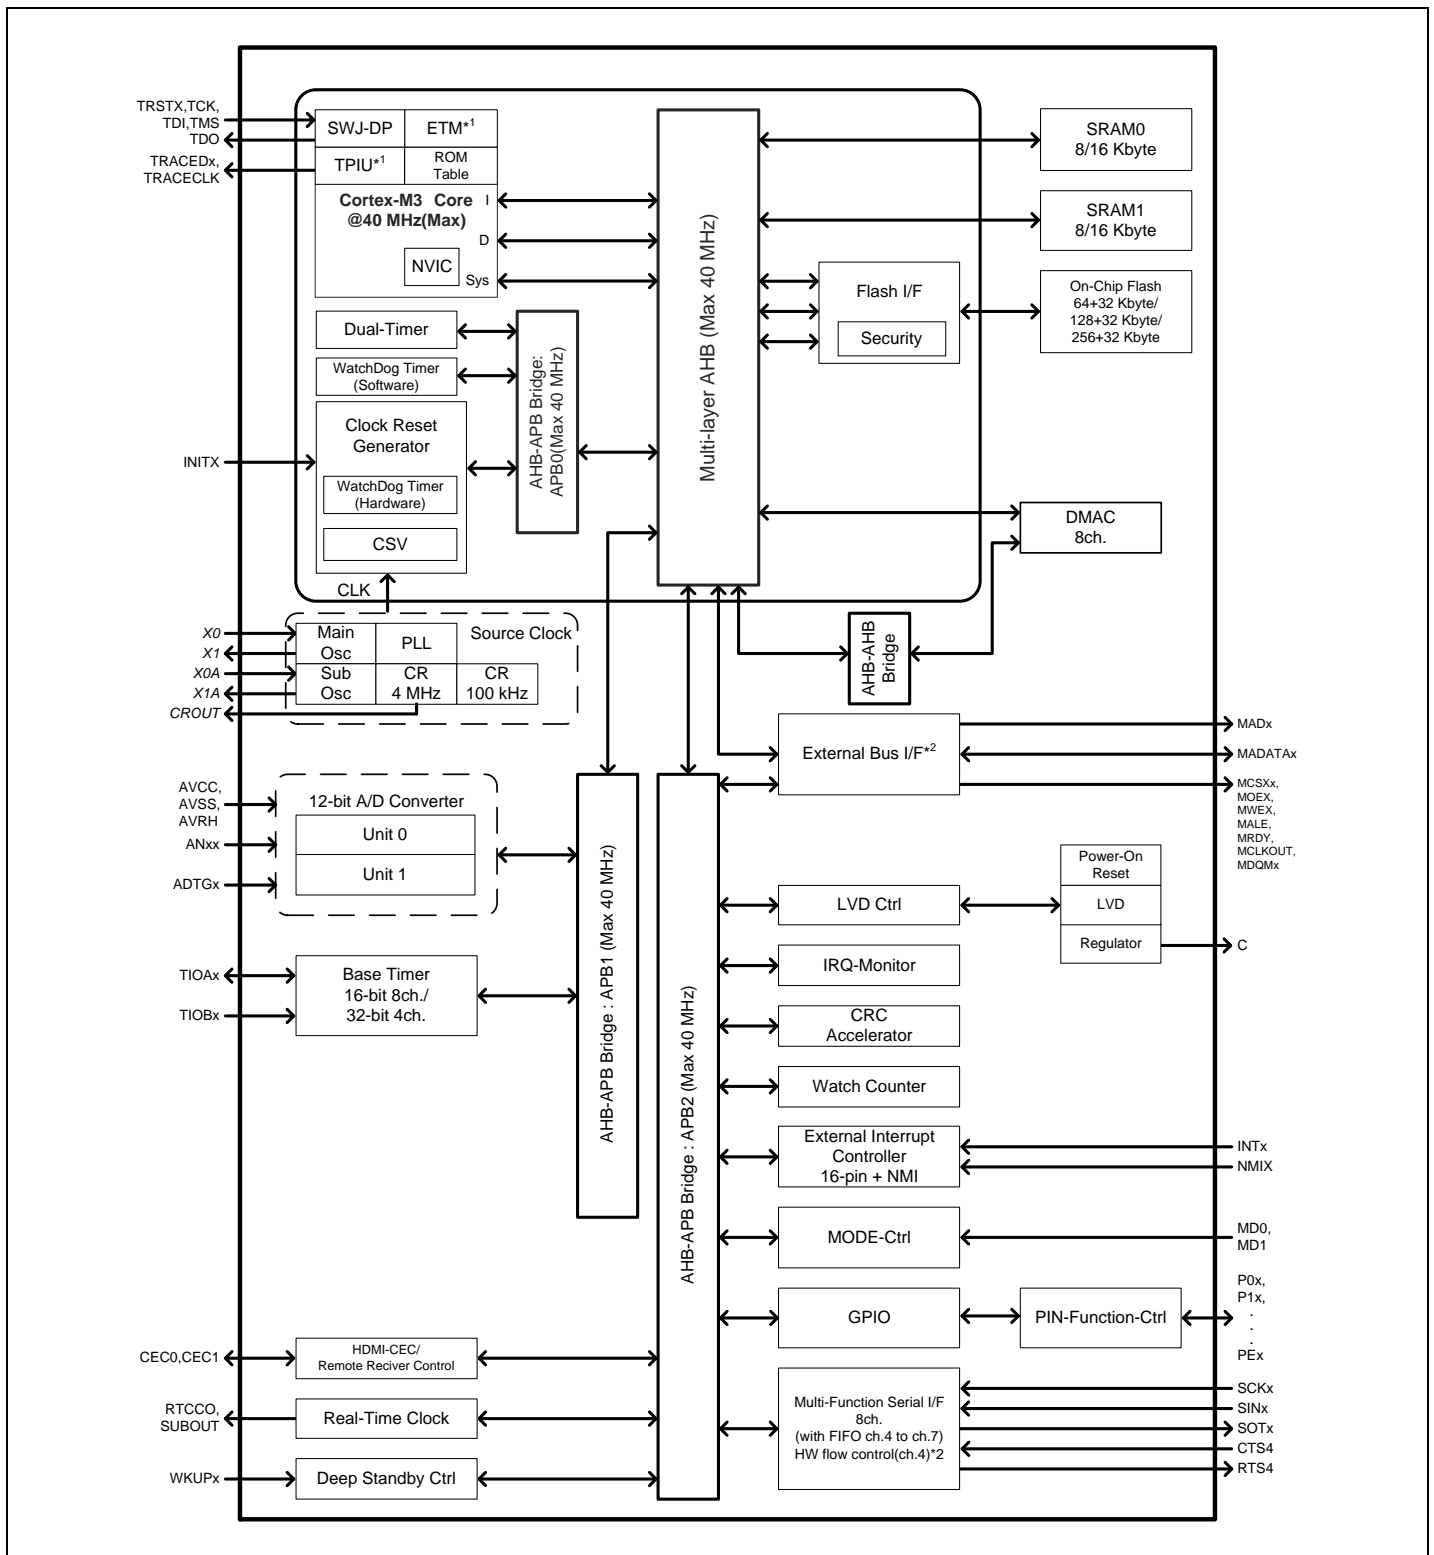 TRSTX,TCK,
TDI,TMS
TDO
TRACEDx,
TRACECLK
SWJ-DP
ETM*1
TPIU*1
ROM
Table
Cortex-M3 Core
@40 MHz(Max)
I
D
Sys
NVIC
Dual-Timer
WatchDog Timer
(Software)
Clock Reset
Generator
WatchDog Timer
(Hardware)
CSV
INITX
CLK
AHB-APB Bridge:
APB0(Max 40 MHz)
Multi-layer AHB (Max 40 MHz)
SRAM0
8/16 Kbyte
SRAM1
8/16 Kbyte
Flash I/F
Security
On-Chip Flash
64+32 Kbyte/
128+32 Kbyte/
256+32 Kbyte
DMAC
8ch.
AHB-AHB
Bridge
X0
X1
X0A
X1A
CROUT
Main
Osc
PLL
Source Clock
Sub
Osc
CR
4 MHz
CR
100 kHz
External Bus I/F*2
MADx
MADATAx
MCSXx,
MOEX,
MWEX,
MALE,
MRDY,
MCLKOUT,
MDQMx
AVCC,
AVSS,
AVRH
ANxx
ADTGx
12-bit A/D Converter
Unit 0
Unit 1
TIOAx
TIOBx
Base Timer
16-bit 8ch./
32-bit 4ch.
AHB-APB Bridge : APB1 (Max 40 MHz)
AHB-APB Bridge : APB2 (Max 40 MHz)
LVD Ctrl
Power-On
Reset
LVD
Regulator
C
IRQ-Monitor
CRC
Accelerator
Watch Counter
External Interrupt
Controller
16-pin + NMI
INTx
NMIX
MODE-Ctrl
MD0,
MD1
GPIO
PIN-Function-Ctrl
P0x,
P1x,
.
.
.
PEx
CEC0,CEC1
HDMI-CEC/
Remote Reciver Control
RTCCO,
SUBOUT
Real-Time Clock
WKUPx
Deep Standby Ctrl
Multi-Function Serial I/F
8ch.
(with FIFO ch.4 to ch.7)
HW flow control(ch.4)*2
SCKx
SINx
SOTx
CTS4
RTS4